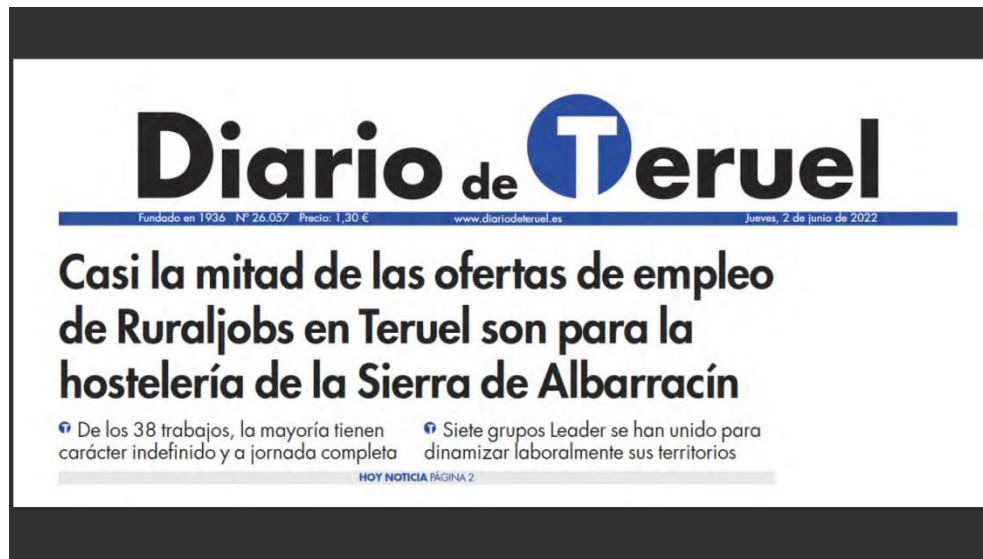 Diario de Teruel
Fundado en 1936 Nº 26.057 Precio: 1,30 € www.diariodeteruel.es Jueves, 2 de junio de 2022
Casi la mitad de las ofertas de empleo
de Ruraljobs en Teruel son para la
hostelería de la Sierra de Albarracín
De los 38 trabajos, la mayoría tienen
carácter indefinido y a jornada completa
Siete grupos Leader se han unido para
dinamizar laboralmente sus territorios
HOY NOTICIA PÁGINA 2